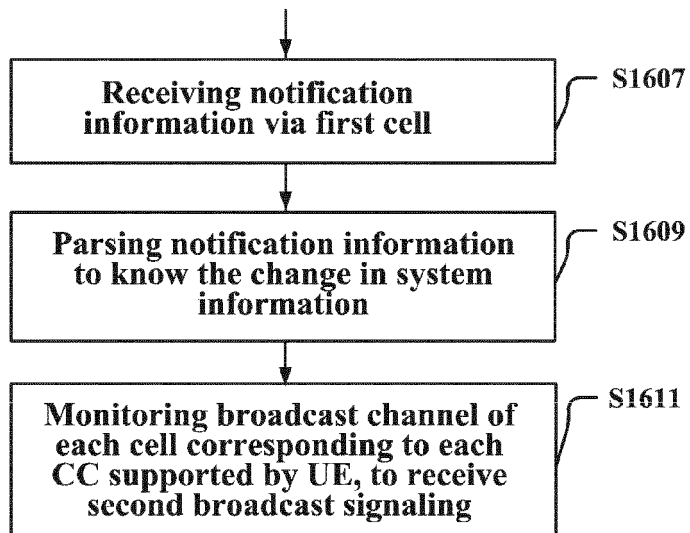 Receiving notification
information via first cell
S1607
Parsing notification information
to know the change in system
information
S1609
Monitoring broadcast channel of
each cell corresponding to each
CC supported by UE, to receive
second broadcast signaling
S1611